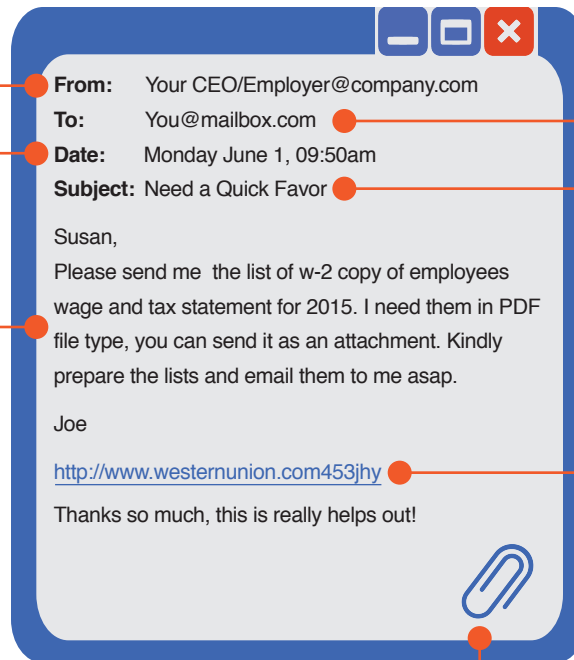 From: Your CEO/Employer@company.com
To: You@mailbox.com
Date: Monday June 1, 09:50am
Subject: Need a Quick Favor
Susan,
Please send me the list of w-2 copy of employees
wage and tax statement for 2015. I need them in PDF
file type, you can send it as an attachment. Kindly
prepare the lists and email them to me asap.
Joe
http://www.westernunion.com453jhy
Thanks so much, this is really helps out!